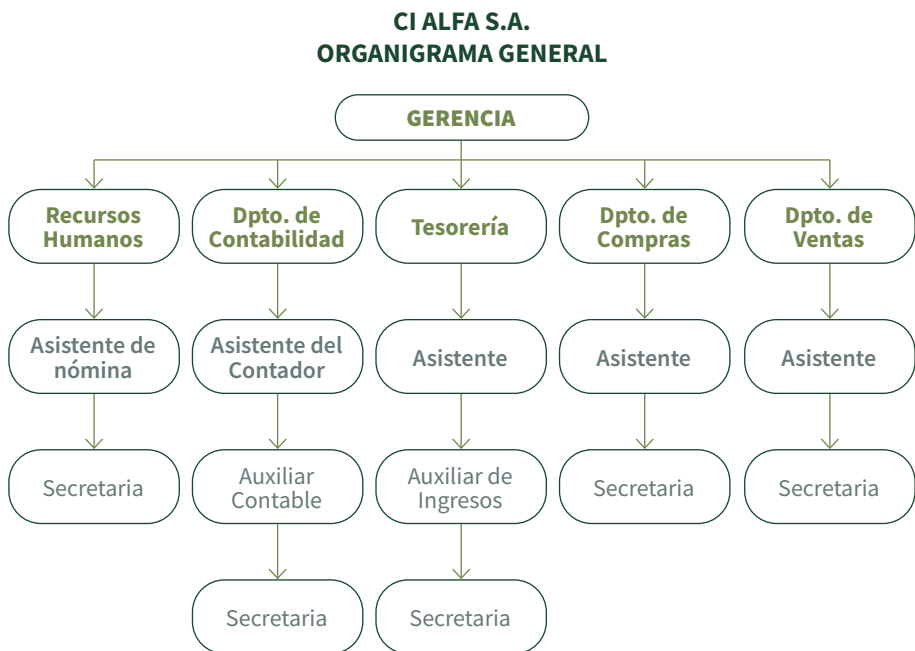 CI ALFA S.A.
ORGANIGRAMA GENERAL
GERENCIA
Recursos
Humanos
Dpto. de
Contabilidad
Tesorería
Dpto. de
Compras
Dpto. de
Ventas
Asistente de
nómina
Asistente del
Contador
Asistente
Asistente
Asistente
Secretaria
Auxiliar
Contable
Auxiliar de
Ingresos
Secretaria
Secretaria
Secretaria
Secretaria